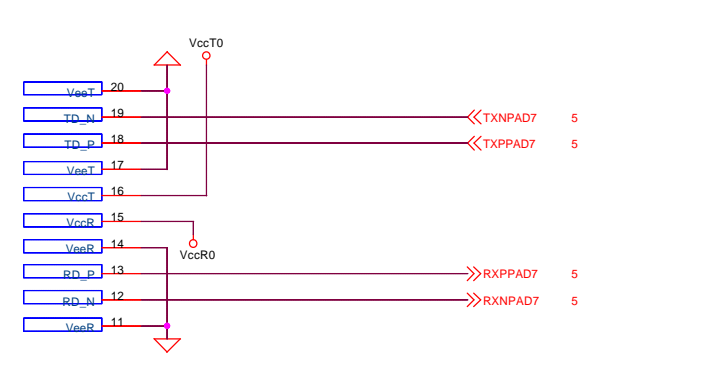 VccT0
VeeT 20
TD_N 19 TXNPAD7 5
TD_P 18 TXPPAD7 5
VeeT 17
VccT 16
VccR 15
VeeR 14
VccR0
RD_P 13 RXPPAD7 5
RD_N 12 RXNPAD7 5
VeeR 11